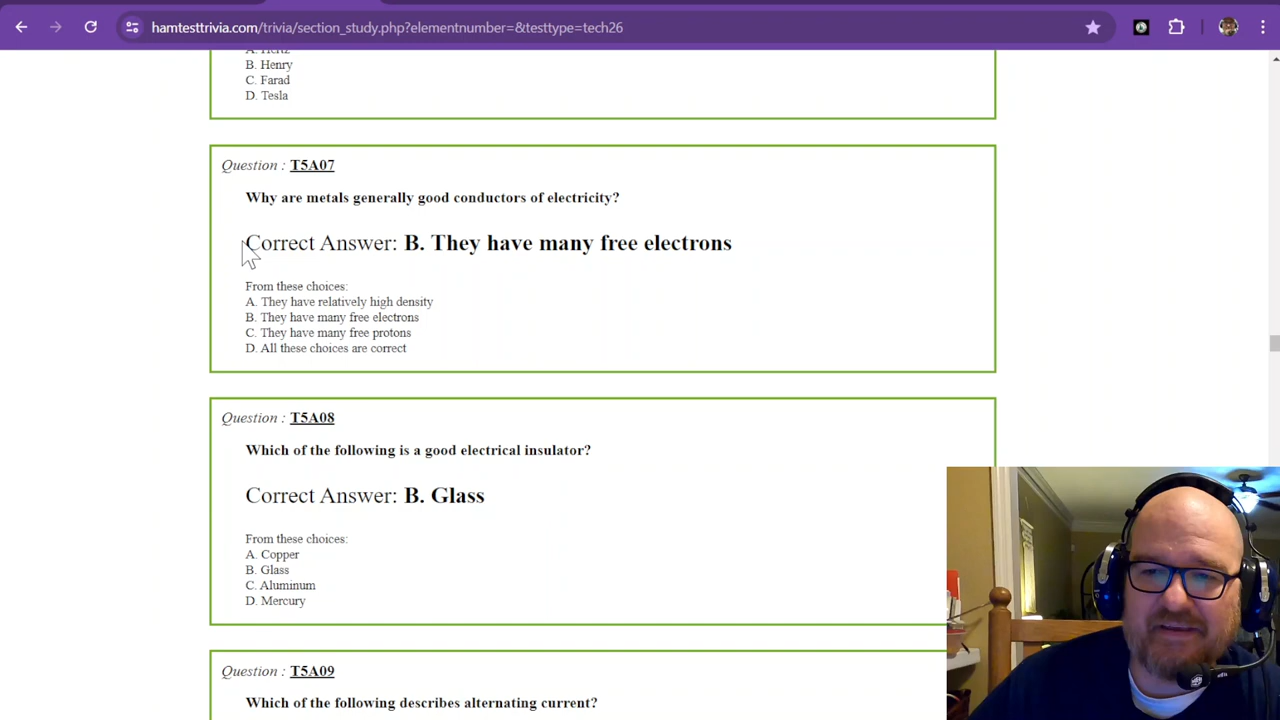 hamtesttrivia.com/trivia/section_study.php?elementnumber=&testtype=tech26
A. Hertz
B. Henry
C. Farad
D. Tesla
Question : T5A07
Why are metals generally good conductors of electricity?
Correct Answer: B. They have many free electrons
From these choices:
A. They have relatively high density
B. They have many free electrons
C. They have many free protons
D. All these choices are correct
Question : T5A08
Which of the following is a good electrical insulator?
Correct Answer: B. Glass
From these choices:
A. Copper
B. Glass
C. Aluminum
D. Mercury
Question : T5A09
Which of the following describes alternating current?